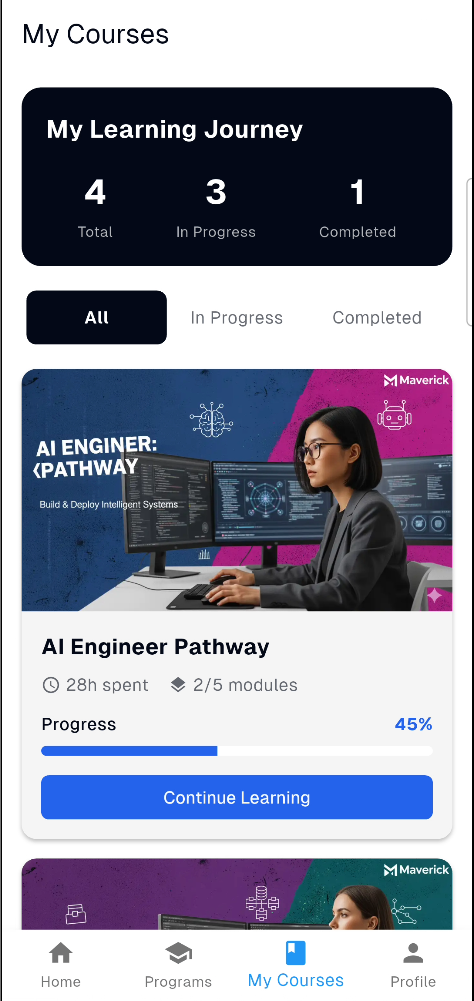 My Courses
My Learning Journey
4 3 1
Total In Progress Completed
All In Progress Completed
Maverick
AI ENGINER:
‹PATHWAY
Build & Deploy Intelligent Systems
AI Engineer Pathway
28h spent 2/5 modules
Progress 45%
Continue Learning
Maverick
Home Programs My Courses Profile